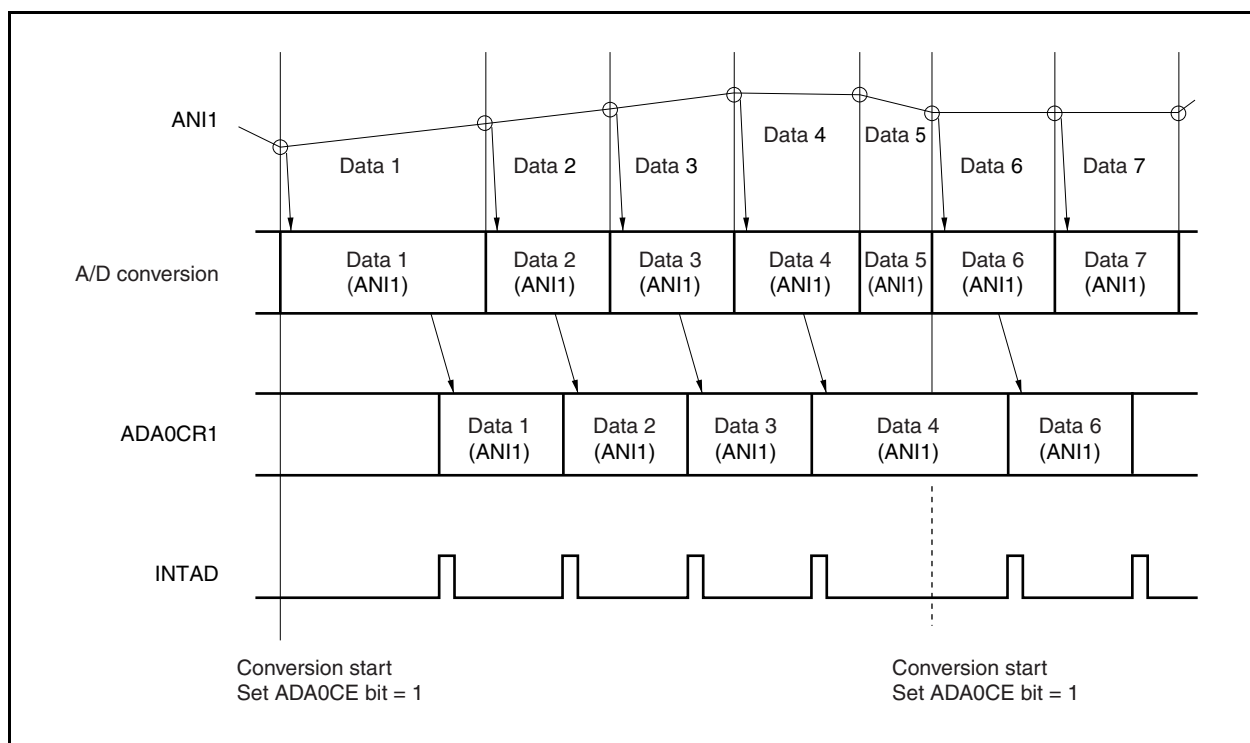 ANI1
Data 1
Data 2
Data 3
Data 4
Data 5
Data 6
Data 7
A/D conversion
Data 1
(ANI1)
Data 2
(ANI1)
Data 3
(ANI1)
Data 4
(ANI1)
Data 5
(ANI1)
Data 6
(ANI1)
Data 7
(ANI1)
ADA0CR1
Data 1
(ANI1)
Data 2
(ANI1)
Data 3
(ANI1)
Data 4
(ANI1)
Data 6
(ANI1)
INTAD
Conversion start
Set ADA0CE bit = 1
Conversion start
Set ADA0CE bit = 1